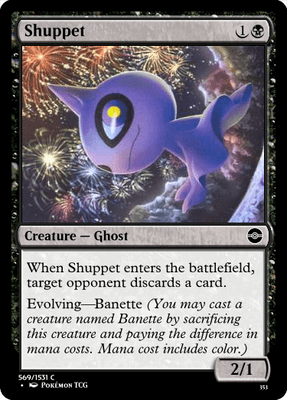 Shuppet 1
Creature — Ghost
When Shuppet enters the battlefield,
target opponent discards a card.
Evolving—Banette (You may cast a
creature named Banette by sacrificing
this creature and paying the difference in
mana costs. Mana cost includes color.)
2/1
569/1531 C
• Pokémon TCG
351